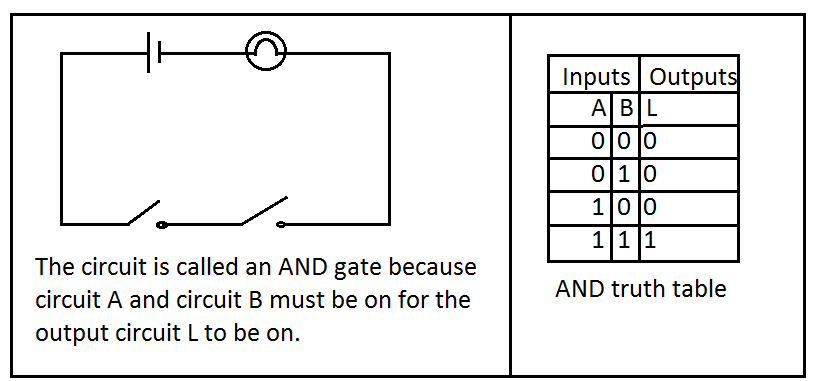 The circuit is called an AND gate because
circuit A and circuit B must be on for the
output circuit L to be on.
Inputs Outputs
A B L
0 0 0
0 1 0
1 0 0
1 1 1
AND truth table